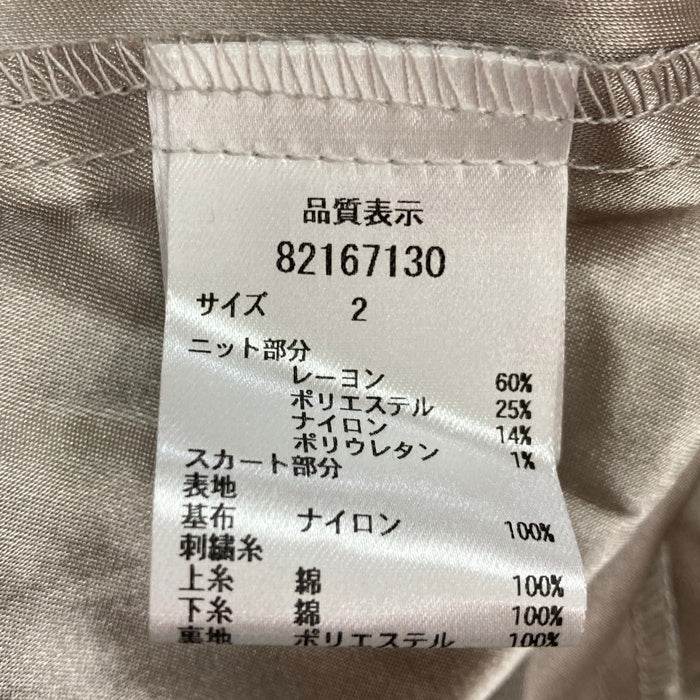 品質表示
82167130
サイズ 2
ニット部分
レーヨン 60%
ポリエステル 25%
ナイロン 14%
ポリウレタン 1%
スカート部分
表地
基布 ナイロン 100%
刺繍糸
上糸 綿 100%
下糸 綿 100%
裏地 ポリエステル 100%